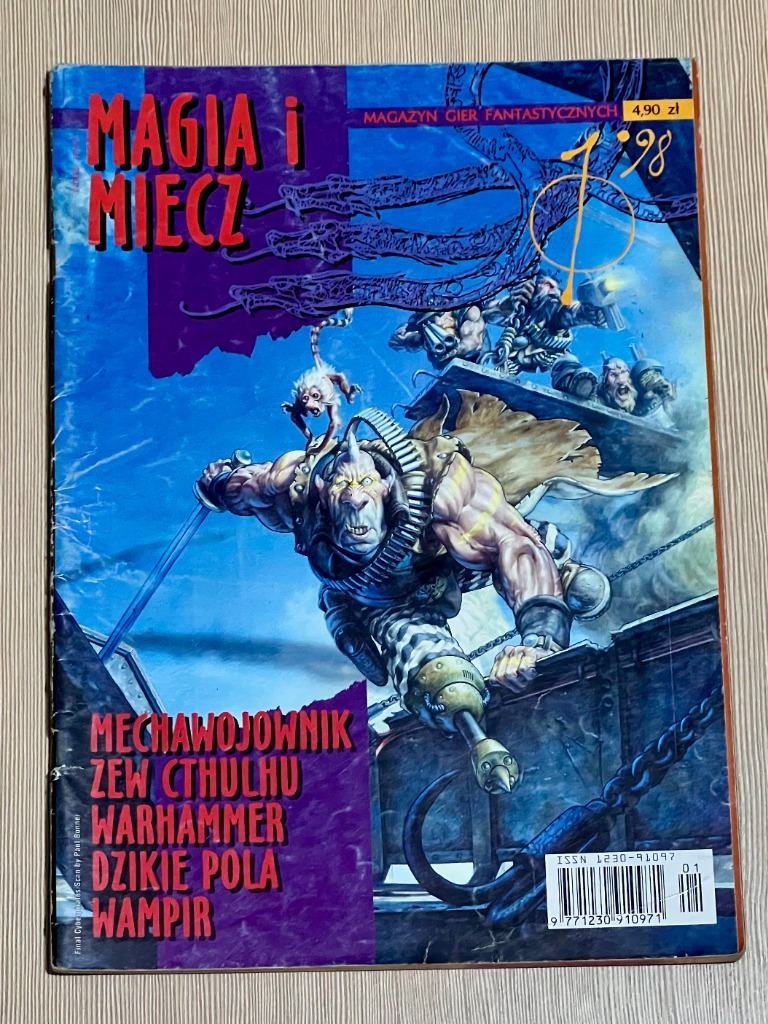 MAGAZYN GIER FANTASTYCZNYCH 4,90 zł
MAGIA i
MIECZ
1'98
MECHAWOJOWNIK
ZEW CTHULHU
WARHAMMER
DZIKIE POLA
WAMPIR
ISSN 1230-91097
01
9 771230 910971